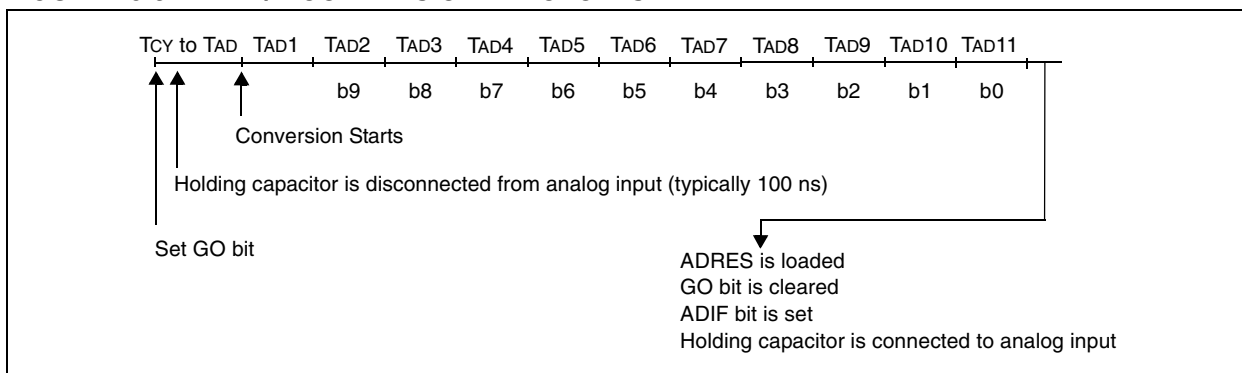 TCY to TAD TAD1 TAD2 TAD3 TAD4 TAD5 TAD6 TAD7 TAD8 TAD9 TAD10 TAD11
b9 b8 b7 b6 b5 b4 b3 b2 b1 b0
Conversion Starts
Holding capacitor is disconnected from analog input (typically 100 ns)
Set GO bit
ADRES is loaded
GO bit is cleared
ADIF bit is set
Holding capacitor is connected to analog input